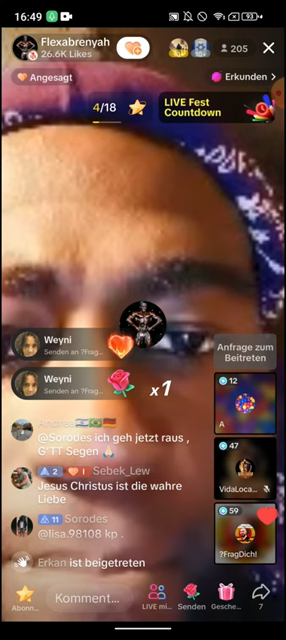 16:49
93
Flexabrenyah
26.6K Likes
205
Angesagt
Erkunden >
4/18
LIVE Fest
Countdown
Weyni
Senden an ?Frag...
Weyni
Senden an ?Frag...
x1
Anfrage zum
Beitreten
12
A
47
VidaLoca...
59
?FragDich!
@Sorodes ich geh jetzt raus ,
G'TT Segen 🙏🏻
2 1 Sebek_Lew
Jesus Christus ist die wahre
Liebe
11 Sorodes
@lisa.98108 kp .
Erkan ist beigetreten
Abonn...
Komment...
LIVE mi...
Senden
Gesche...
7